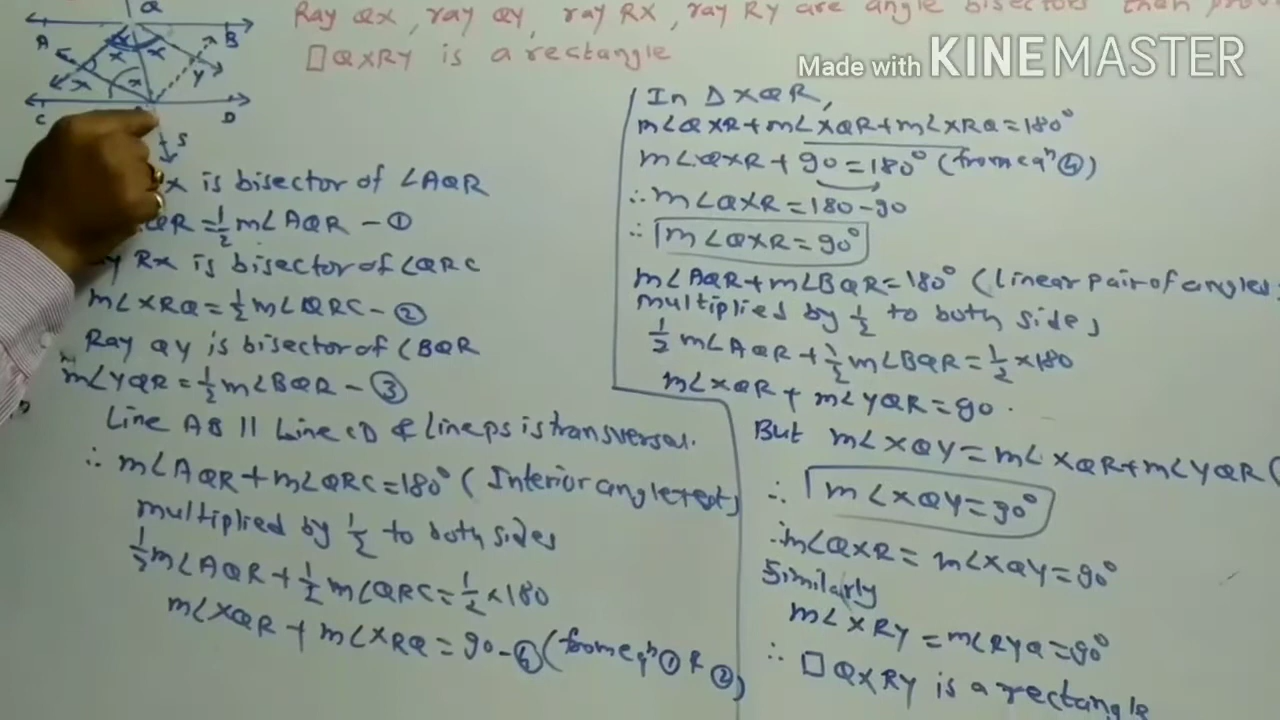 Ray QX, ray QY, ray RX, ray RY are angle bisectors then prove
□QXRY is a rectangle
Made with KINEMASTER
Q
A
B
X
X
X
X
Y
C
D
S
x is bisector of ∠AQR
QR = 1/2 m∠AQR - ①
Rx is bisector of ∠QRC
m∠XRQ = 1/2 m∠QRC - ②
Ray QY is bisector of ∠BQR
m∠YQR = 1/2 m∠BQR - ③
Line AB || Line CD & Line PS is transversal.
∴ m∠AQR + m∠QRC = 180° (Interior angle test)
multiplied by 1/2 to both sides
1/2 m∠AQR + 1/2 m∠QRC = 1/2 × 180
m∠XQR + m∠XRQ = 90 - ④ (from eqⁿ ① & ②)
In Δ XQR,
m∠QXR + m∠XQR + m∠XRQ = 180°
m∠QXR + 90 = 180° (from eqⁿ ④)
∴ m∠QXR = 180 - 90
∴ m∠QXR = 90°
m∠AQR + m∠BQR = 180° (linear pair of angles
multiplied by 1/2 to both sides
1/2 m∠AQR + 1/2 m∠BQR = 1/2 × 180
m∠XQR + m∠YQR = 90.
But m∠XQY = m∠XQR + m∠YQR (
∴ m∠XQY = 90°
∴ m∠QXR = m∠XQY = 90°
Similarly
m∠XRY = m∠RYQ = 90°
∴ □QXRY is a rectangle